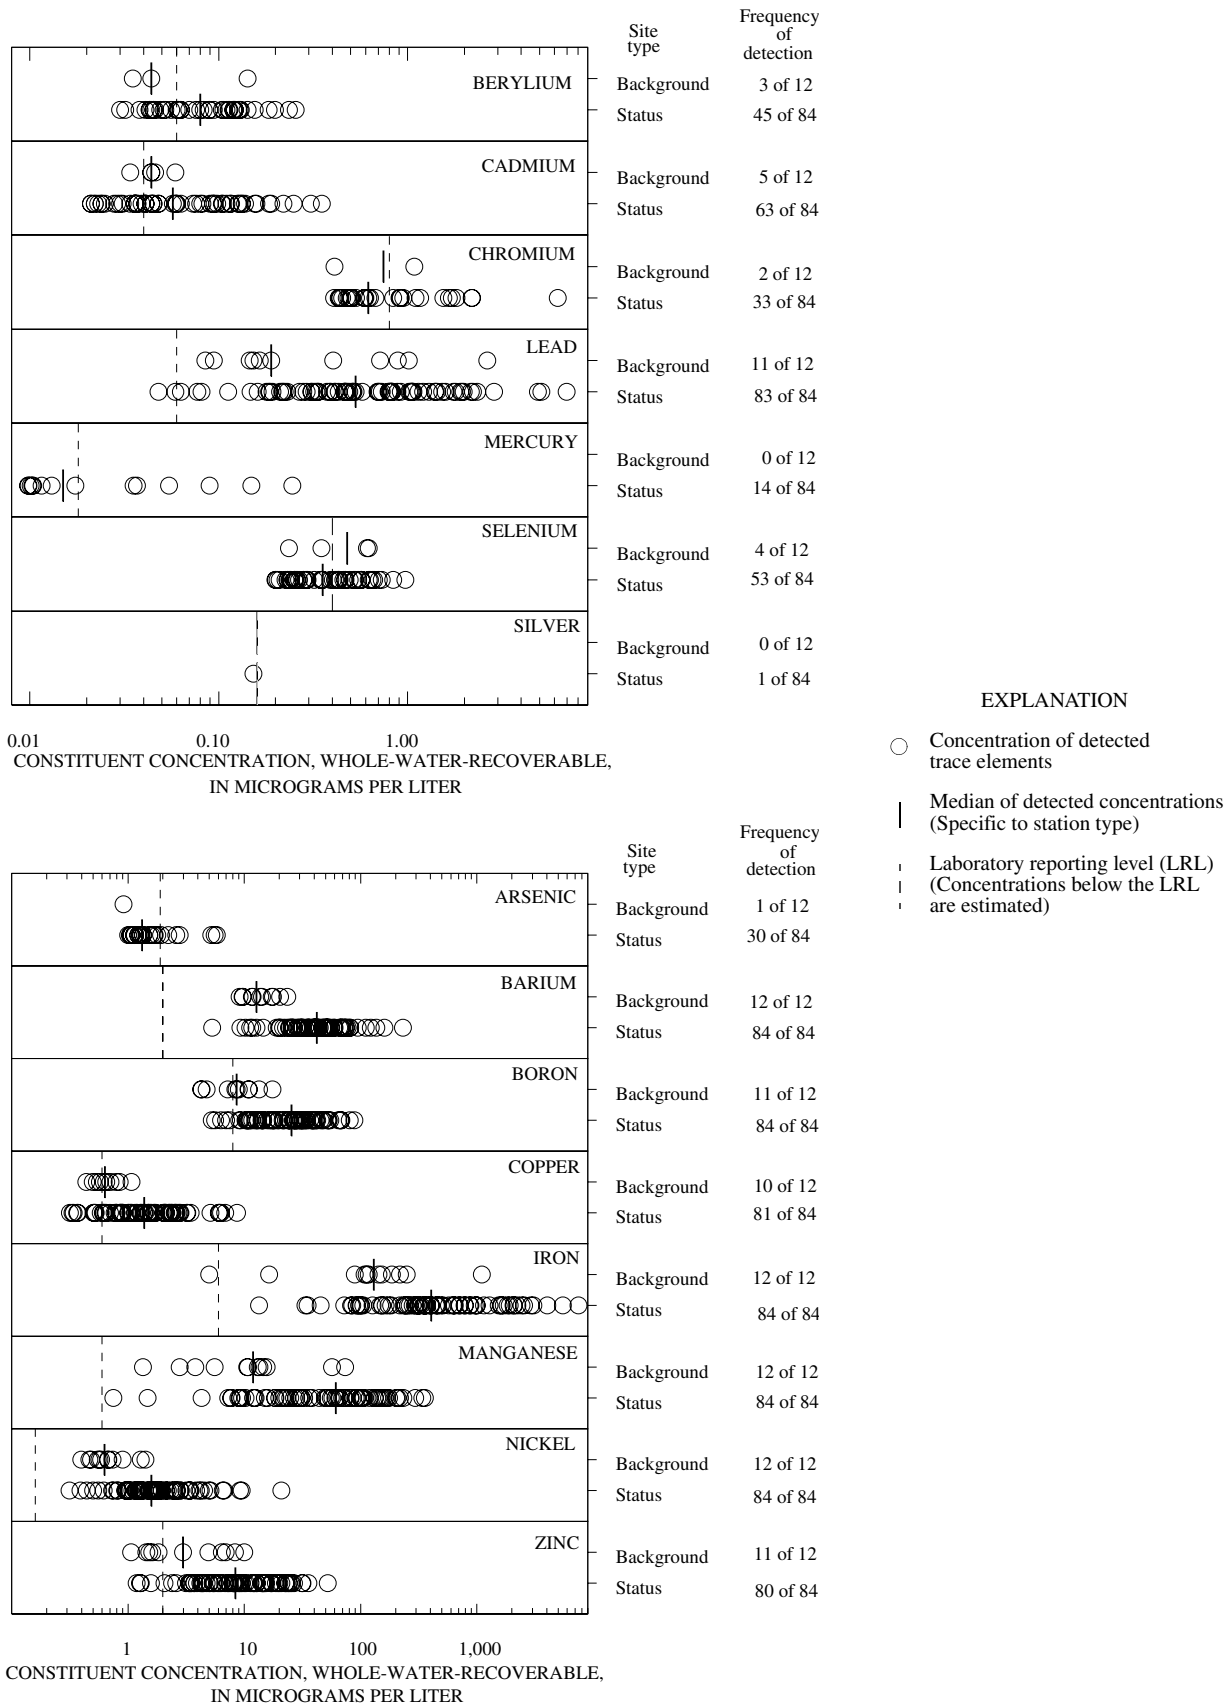 Site type
Frequency of detection
BERYLIUM
Background 3 of 12
Status 45 of 84
CADMIUM
Background 5 of 12
Status 63 of 84
CHROMIUM
Background 2 of 12
Status 33 of 84
LEAD
Background 11 of 12
Status 83 of 84
MERCURY
Background 0 of 12
Status 14 of 84
SELENIUM
Background 4 of 12
Status 53 of 84
SILVER
Background 0 of 12
Status 1 of 84
0.01 0.10 1.00
CONSTITUENT CONCENTRATION, WHOLE-WATER-RECOVERABLE,
IN MICROGRAMS PER LITER
EXPLANATION
Concentration of detected
trace elements
Median of detected concentrations
(Specific to station type)
Laboratory reporting level (LRL)
(Concentrations below the LRL
are estimated)
Site type
Frequency of detection
ARSENIC
Background 1 of 12
Status 30 of 84
BARIUM
Background 12 of 12
Status 84 of 84
BORON
Background 11 of 12
Status 84 of 84
COPPER
Background 10 of 12
Status 81 of 84
IRON
Background 12 of 12
Status 84 of 84
MANGANESE
Background 12 of 12
Status 84 of 84
NICKEL
Background 12 of 12
Status 84 of 84
ZINC
Background 11 of 12
Status 80 of 84
1 10 100 1,000
CONSTITUENT CONCENTRATION, WHOLE-WATER-RECOVERABLE,
IN MICROGRAMS PER LITER